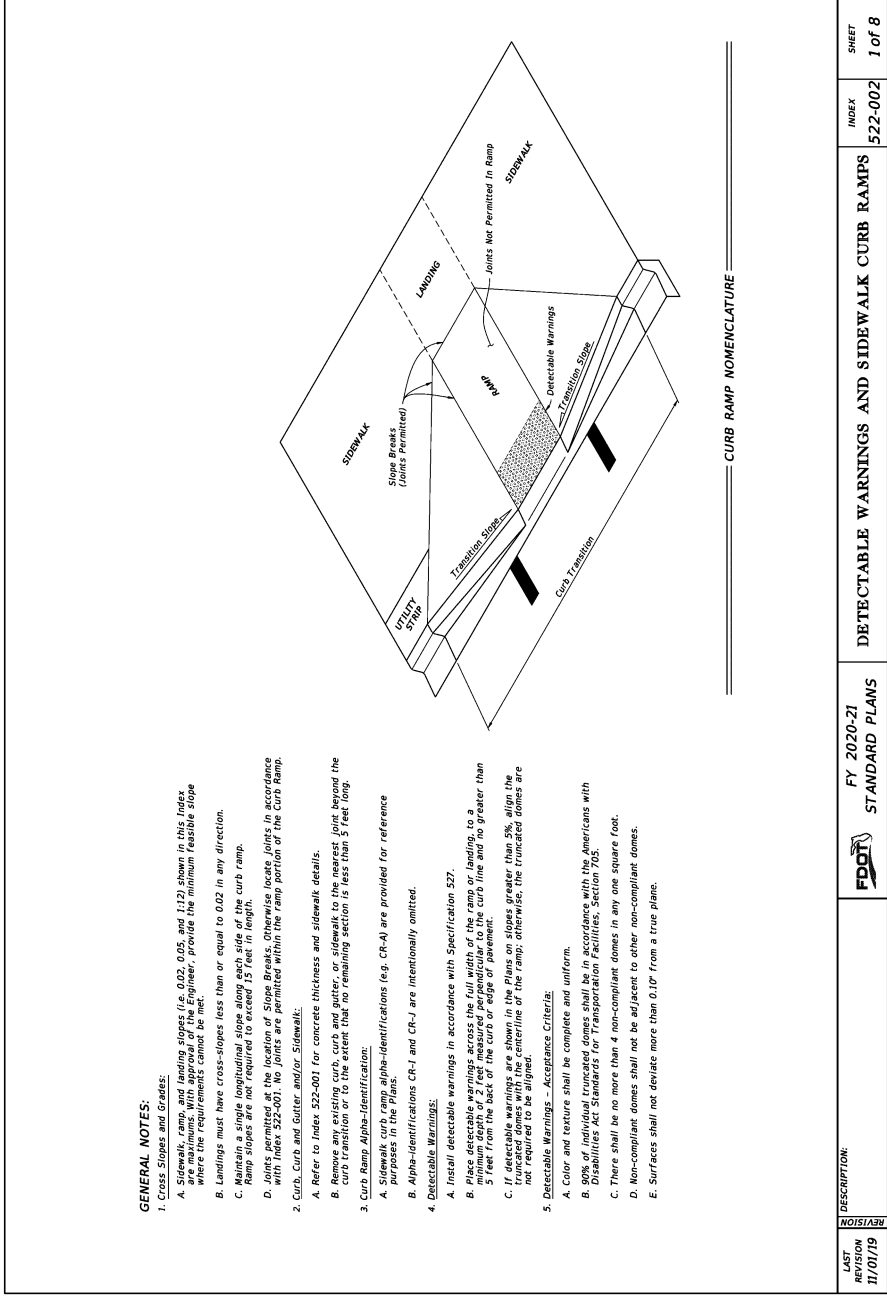 GENERAL NOTES:
1. Cross Slopes and Grades:
A. Sidewalk, ramp, and landing slopes (i.e. 0.02, 0.05, and 1:12) shown in this Index
are maximums. With approval of the Engineer, provide the minimum feasible slope
where the requirements cannot be met.
B. Landings must have cross-slopes less than or equal to 0.02 in any direction.
C. Maintain a single longitudinal slope along each side of the curb ramp.
Ramp slopes are not required to exceed 15 feet in length.
D. Joints permitted at the location of Slope Breaks. Otherwise locate joints in accordance
with Index 522-001. No joints are permitted within the ramp portion of the Curb Ramp.
2. Curb, Curb and Gutter and/or Sidewalk:
A. Refer to Index 522-001 for concrete thickness and sidewalk details.
B. Remove any existing curb, curb and gutter, or sidewalk to the nearest joint beyond the
curb transition or to the extent that no remaining section is less than 5 feet long.
3. Curb Ramp Alpha-Identification:
A. Sidewalk curb ramp alpha-identifications (e.g. CR-A) are provided for reference
purposes in the Plans.
B. Alpha-identifications CR-I and CR-J are intentionally omitted.
4. Detectable Warnings:
A. Install detectable warnings in accordance with Specification 527.
B. Place detectable warnings across the full width of the ramp or landing, to a
minimum depth of 2 feet measured perpendicular to the curb line and no greater than
5 feet from the back of the curb or edge of pavement.
C. If detectable warnings are shown in the Plans on slopes greater than 5%, align the
truncated domes with the centerline of the ramp; otherwise, the truncated domes are
not required to be aligned.
5. Detectable Warnings - Acceptance Criteria:
A. Color and texture shall be complete and uniform.
B. 90% of individual truncated domes shall be in accordance with the Americans with
Disabilities Act Standards for Transportation Facilities, Section 705.
C. There shall be no more than 4 non-compliant domes in any one square foot.
D. Non-compliant domes shall not be adjacent to other non-compliant domes.
E. Surfaces shall not deviate more than 0.10" from a true plane.
SIDEWALK
LANDING
SIDEWALK
Slope Breaks
(Joints Permitted)
Joints Not Permitted In Ramp
RAMP
UTILITY
STRIP
Transition Slope
Detectable Warnings
Transition Slope
Curb Transition
CURB RAMP NOMENCLATURE
LAST
REVISION
11/01/19
REVISION
DESCRIPTION:
FDOT
FY 2020-21
STANDARD PLANS
DETECTABLE WARNINGS AND SIDEWALK CURB RAMPS
INDEX
522-002
SHEET
1 of 8